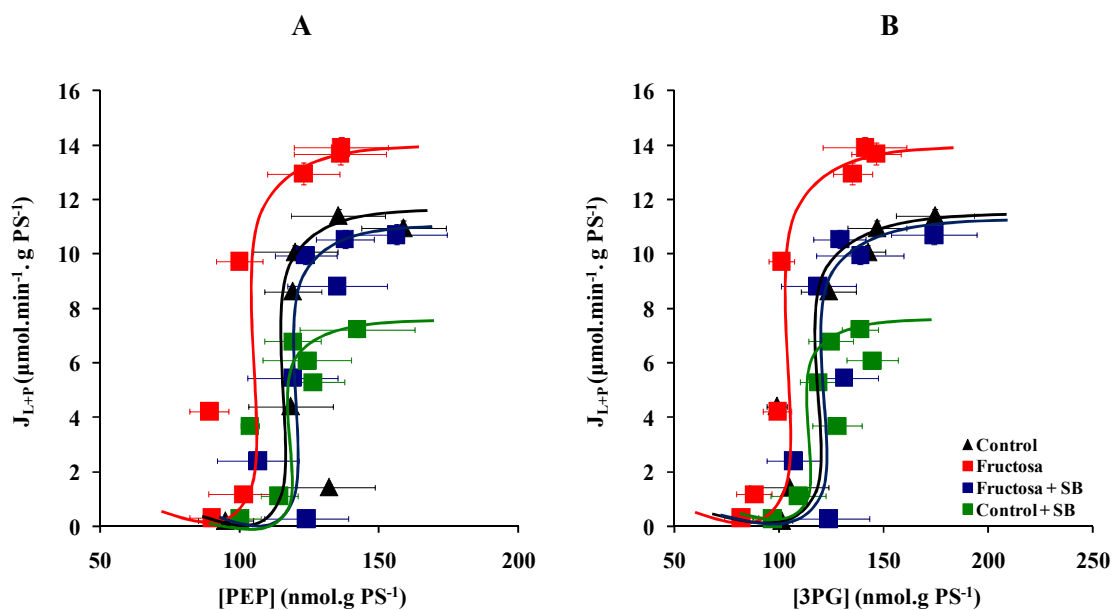 A
B
J_L+P (µmol.min⁻¹. g PS⁻¹)
16
14
12
10
8
6
4
2
0
50
100
150
200
[PEP] (nmol.g PS⁻¹)
J_L+P (µmol.min⁻¹. g PS⁻¹)
16
14
12
10
8
6
4
2
0
50
100
150
200
250
[3PG] (nmol.g PS⁻¹)
Control
Fructosa
Fructosa + SB
Control + SB